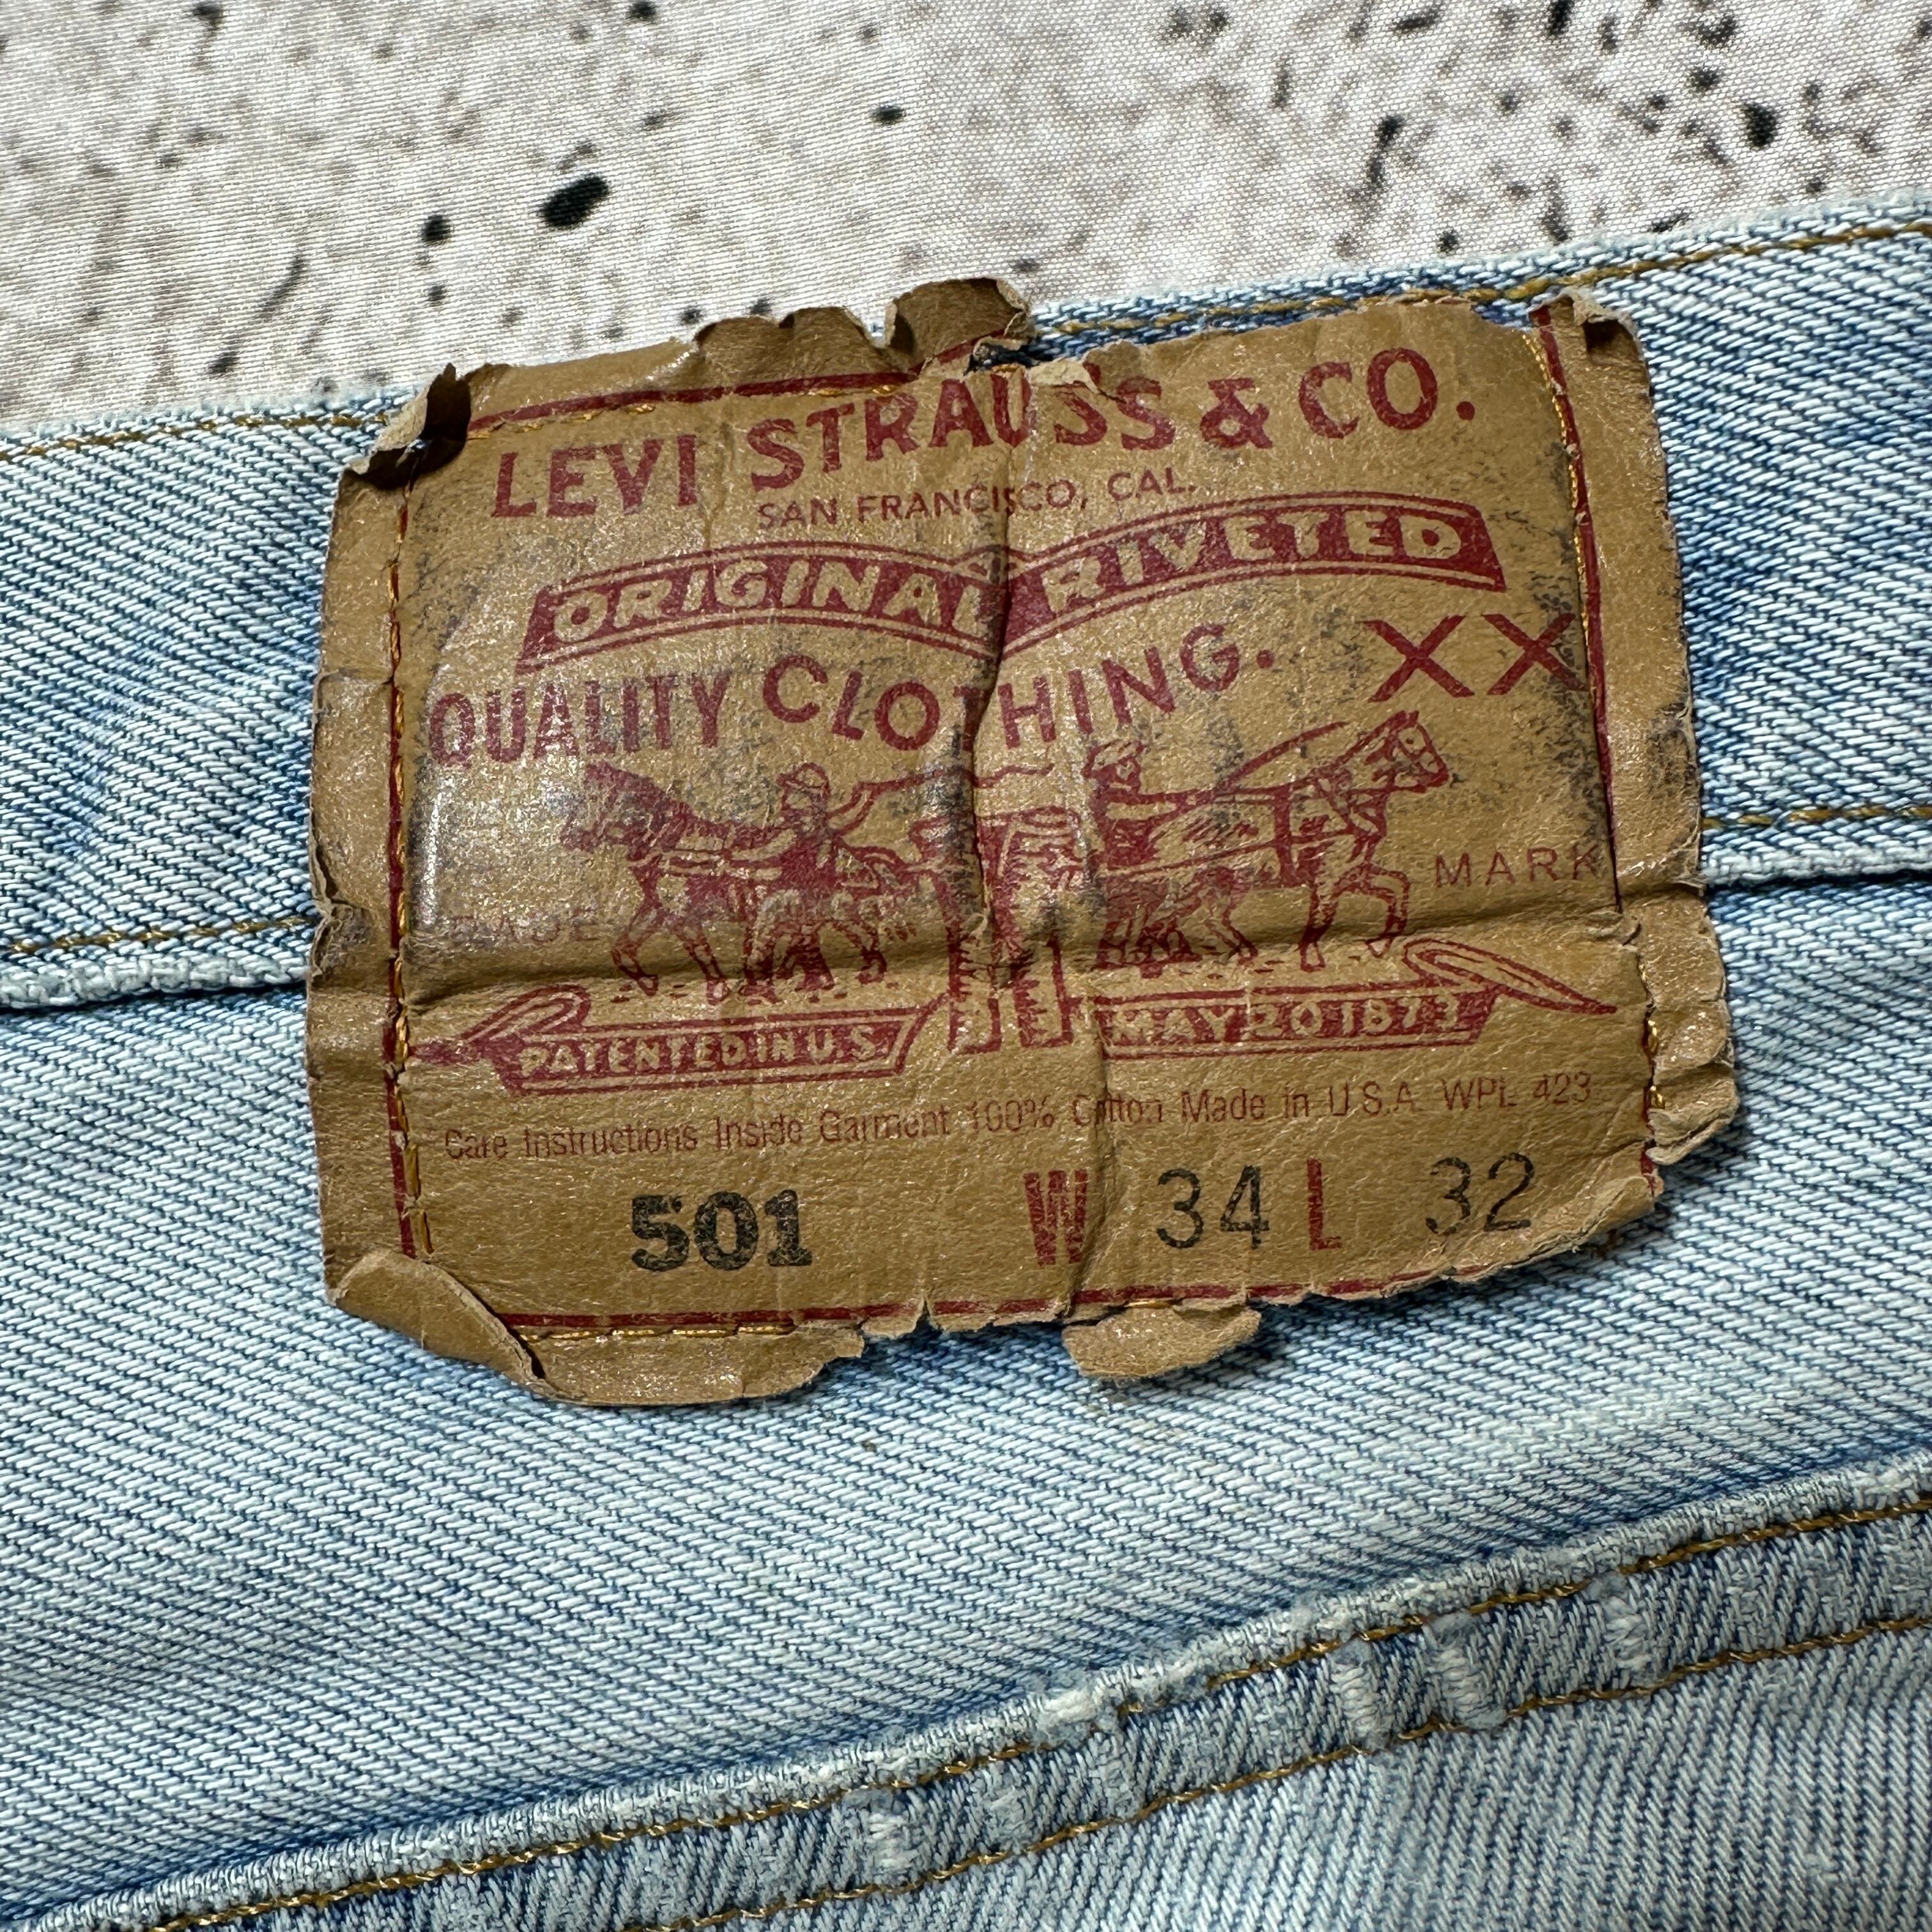 LEVI STRAUSS & CO.
SAN FRANCISCO, CAL.
ORIGINAL RIVETED
QUALITY CLOTHING. XX
TRADE MARK
PATENTED IN U.S. MAY 20 1873
Care Instructions Inside Garment 100% Cotton Made in U.S.A. WPL 423
501 W 34 L 32